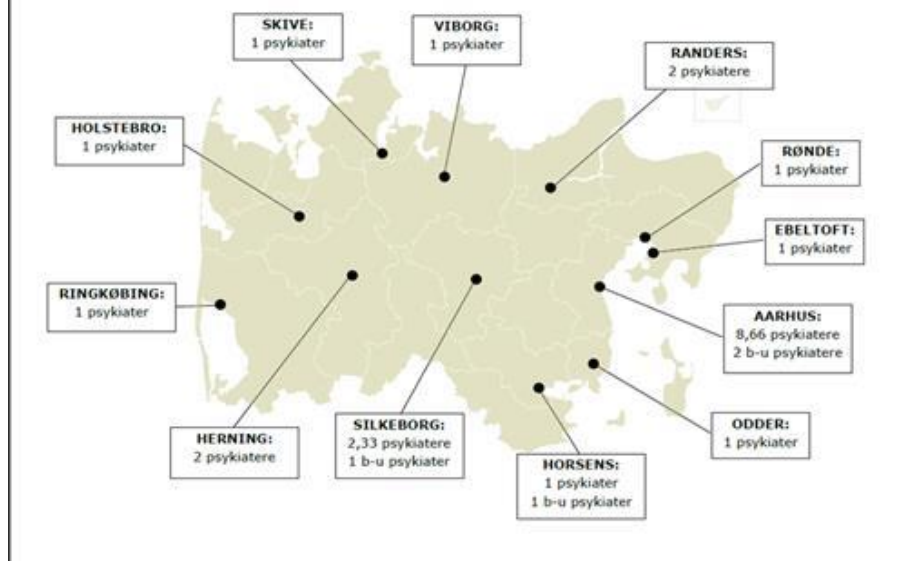 SKIVE:
1 psykiater
VIBORG:
1 psykiater
RANDERS:
2 psykiatere
HOLSTEBRO:
1 psykiater
RØNDE:
1 psykiater
EBELTOFT:
1 psykiater
RINGKØBING:
1 psykiater
AARHUS:
8,66 psykiatere
2 b-u psykiatere
HERNING:
2 psykiatere
SILKEBORG:
2,33 psykiatere
1 b-u psykiater
ODDER:
1 psykiater
HORSENS:
1 psykiater
1 b-u psykiater